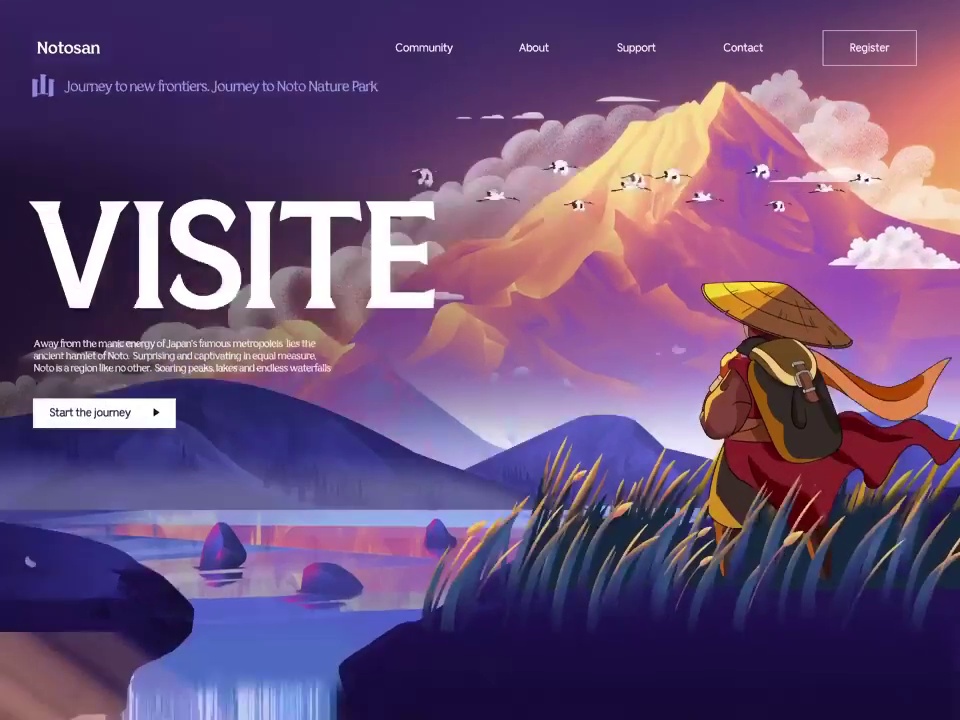 Notosan
Community
About
Support
Contact
Register
Journey to new frontiers. Journey to Noto Nature Park
VISITE
Away from the manic energy of Japan's famous metropoleis lies the
ancient hamlet of Noto. Surprising and captivating in equal measure,
Noto is a region like no other. Soaring peaks, lakes and endless waterfalls
Start the journey